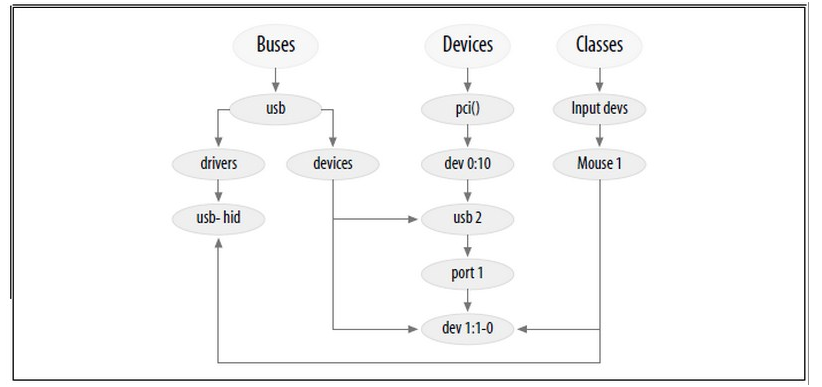 Buses
Devices
Classes
usb
pci()
Input devs
drivers
devices
dev 0:10
Mouse 1
usb- hid
usb 2
port 1
dev 1:1-0